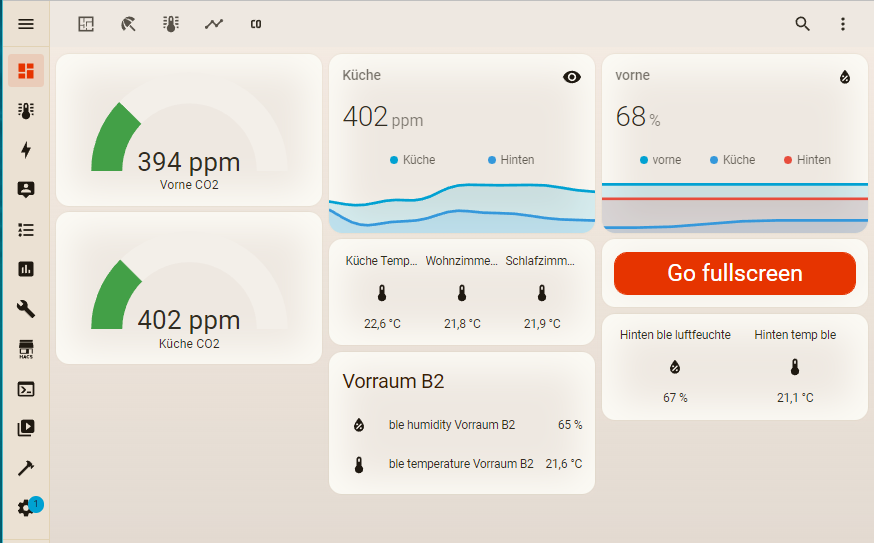 CO
394 ppm
Vorne CO2
402 ppm
Küche CO2
Küche
402 ppm
Küche
Hinten
Küche Temp...
Wohnzimme...
Schlafzimm...
22,6 °C
21,8 °C
21,9 °C
Vorraum B2
ble humidity Vorraum B2
65 %
ble temperature Vorraum B2
21,6 °C
vorne
68 %
vorne
Küche
Hinten
Go fullscreen
Hinten ble luftfeuchte
Hinten temp ble
67 %
21,1 °C
HACS
1